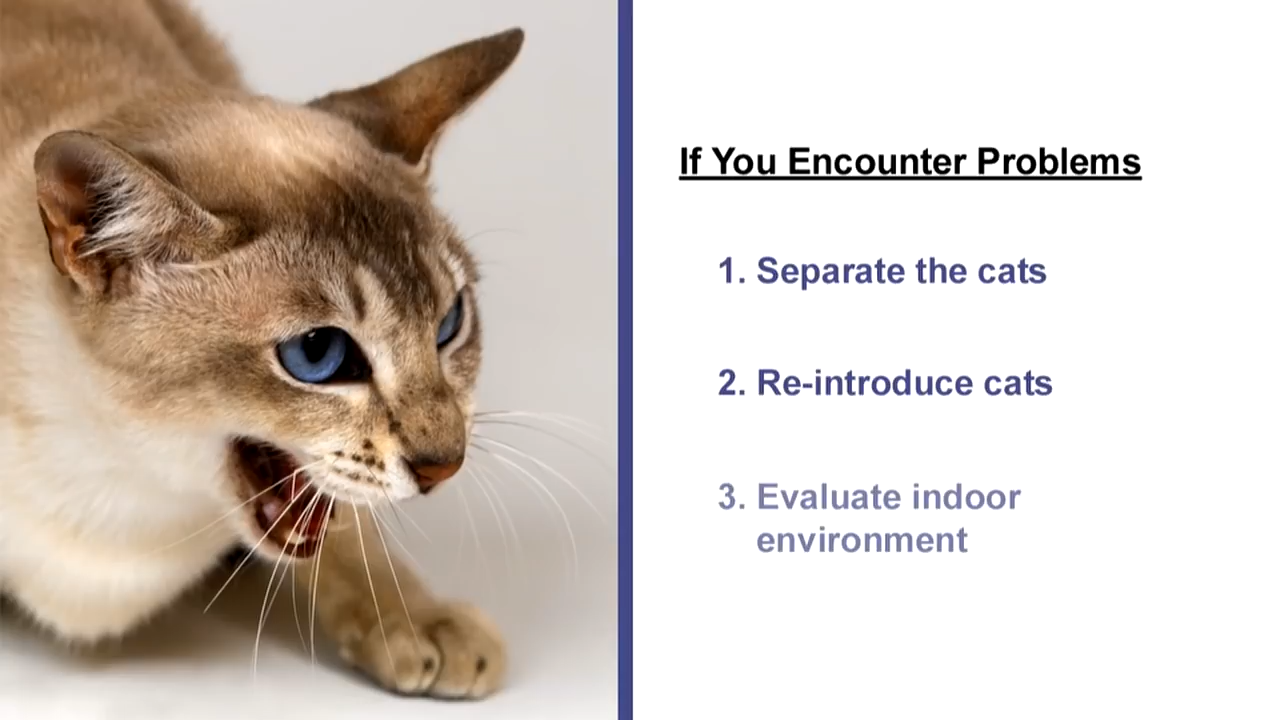 If You Encounter Problems
1. Separate the cats
2. Re-introduce cats
3. Evaluate indoor
environment